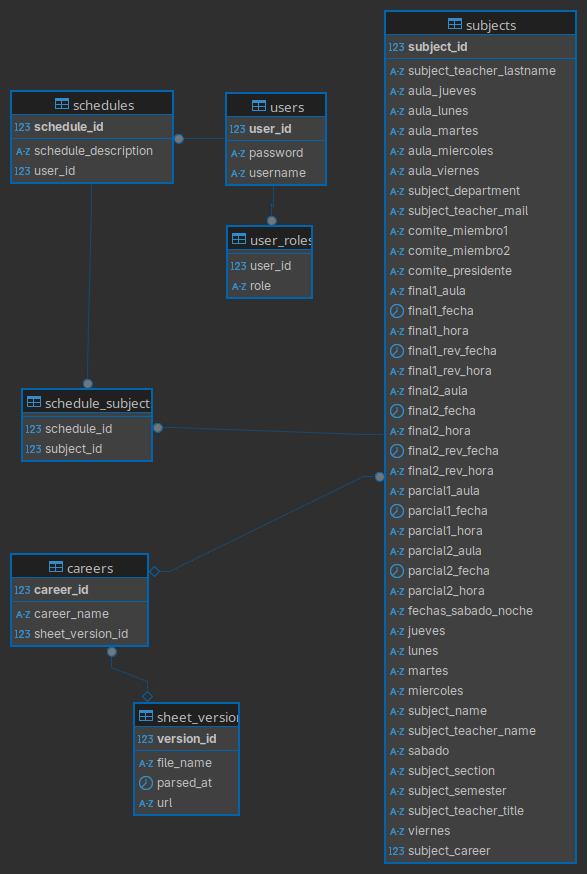 schedules
123 schedule_id
A-Z schedule_description
123 user_id
users
123 user_id
A-Z password
A-Z username
user_roles
123 user_id
A-Z role
schedule_subject
123 schedule_id
123 subject_id
careers
123 career_id
A-Z career_name
123 sheet_version_id
sheet_version
123 version_id
A-Z file_name
parsed_at
A-Z url
subjects
123 subject_id
A-Z subject_teacher_lastname
A-Z aula_jueves
A-Z aula_lunes
A-Z aula_martes
A-Z aula_miercoles
A-Z aula_viernes
A-Z subject_department
A-Z subject_teacher_mail
A-Z comite_miembro1
A-Z comite_miembro2
A-Z comite_presidente
A-Z final1_aula
final1_fecha
A-Z final1_hora
final1_rev_fecha
A-Z final1_rev_hora
A-Z final2_aula
final2_fecha
A-Z final2_hora
final2_rev_fecha
A-Z final2_rev_hora
A-Z parcial1_aula
parcial1_fecha
A-Z parcial1_hora
A-Z parcial2_aula
parcial2_fecha
A-Z parcial2_hora
A-Z fechas_sabado_noche
A-Z jueves
A-Z lunes
A-Z martes
A-Z miercoles
A-Z subject_name
A-Z subject_teacher_name
A-Z sabado
A-Z subject_section
A-Z subject_semester
A-Z subject_teacher_title
A-Z viernes
123 subject_career